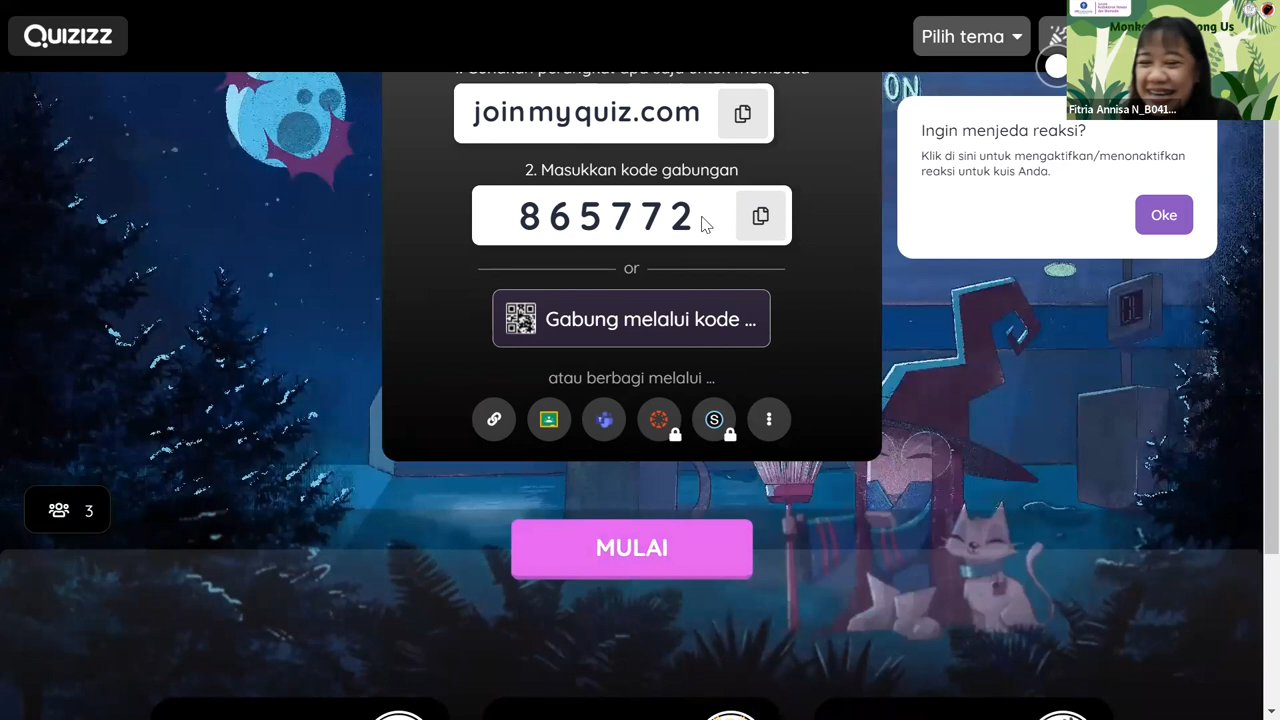 Quizizz
Pilih tema
joinmyquiz.com
2. Masukkan kode gabungan
865772
or
Gabung melalui kode ...
atau berbagi melalui ...
S
3
MULAI
ON
Ingin menjeda reaksi?
Klik di sini untuk mengaktifkan/menonaktifkan
reaksi untuk kuis Anda.
Oke
Fitria Annisa N_B041...